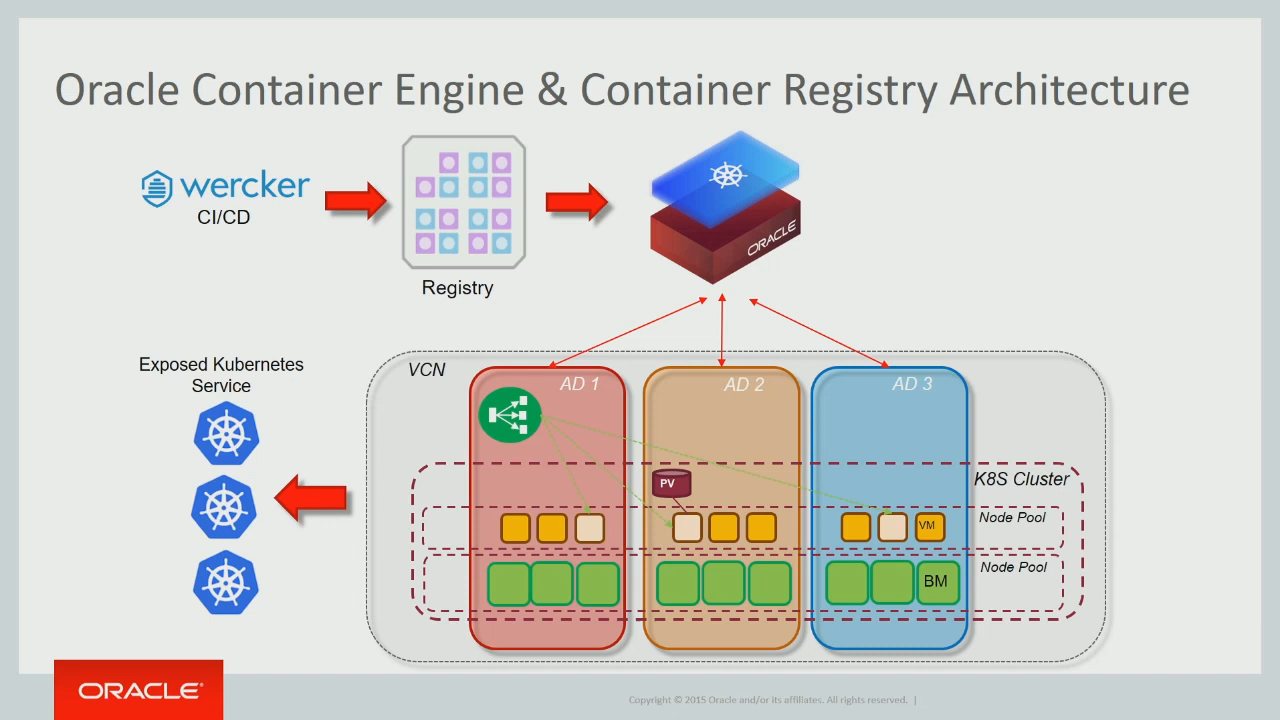 Oracle Container Engine & Container Registry Architecture
wercker
CI/CD
Registry
ORACLE
Exposed Kubernetes
Service
VCN
AD 1
AD 2
AD 3
PV
K8S Cluster
Node Pool
VM
Node Pool
BM
ORACLE®
Copyright © 2015 Oracle and/or its affiliates. All rights reserved. |